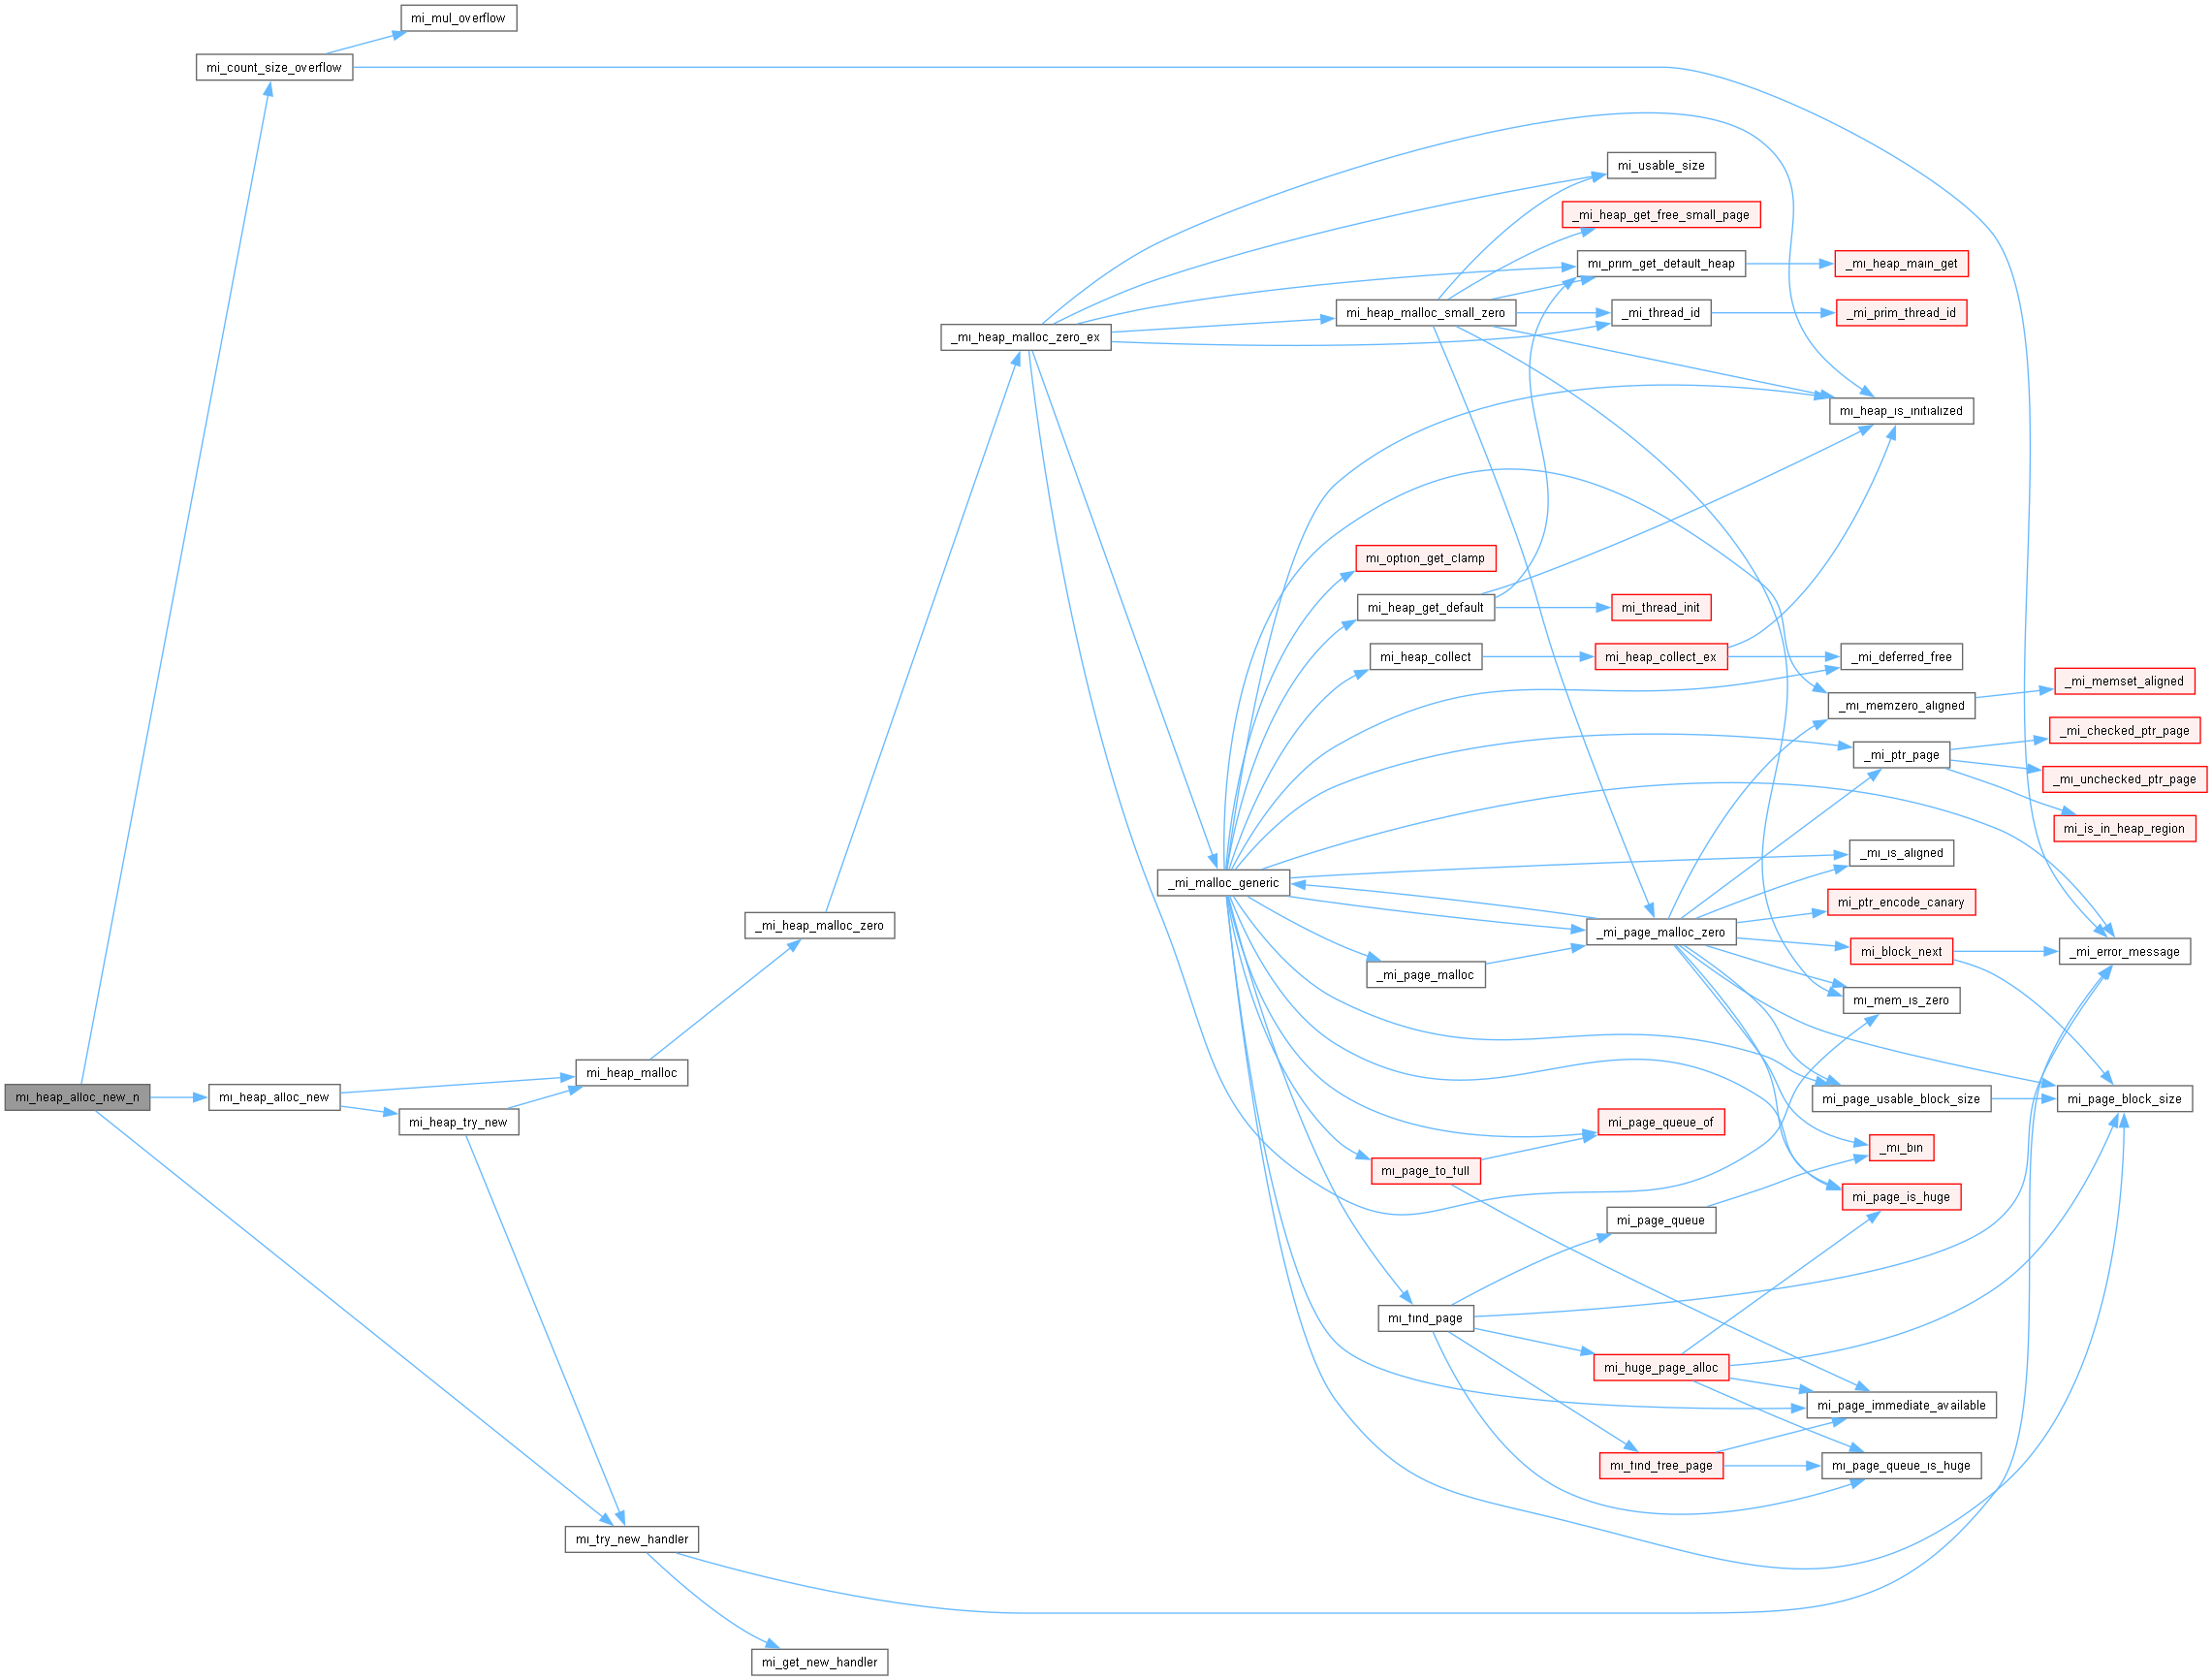 mi_mul_overflow
mi_count_size_overflow
mi_usable_size
_mi_heap_get_free_small_page
mi_prim_get_default_heap
_mi_heap_main_get
mi_heap_malloc_small_zero
_mi_thread_id
_mi_prim_thread_id
_mi_heap_malloc_zero_ex
mi_heap_is_initialized
mi_option_get_clamp
mi_heap_get_default
mi_thread_init
mi_heap_collect
mi_heap_collect_ex
_mi_deferred_free
_mi_memset_aligned
_mi_memzero_aligned
_mi_checked_ptr_page
_mi_ptr_page
_mi_unchecked_ptr_page
mi_is_in_heap_region
_mi_is_aligned
_mi_malloc_generic
mi_ptr_encode_canary
_mi_heap_malloc_zero
_mi_page_malloc_zero
mi_block_next
_mi_error_message
_mi_page_malloc
mi_mem_is_zero
mi_heap_malloc
mi_heap_alloc_new_n
mi_heap_alloc_new
mi_page_usable_block_size
mi_page_block_size
mi_heap_try_new
mi_page_queue_of
_mi_bin
mi_page_to_full
mi_page_is_huge
mi_page_queue
mi_find_page
mi_huge_page_alloc
mi_page_immediate_available
mi_find_free_page
mi_page_queue_is_huge
mi_try_new_handler
mi_get_new_handler